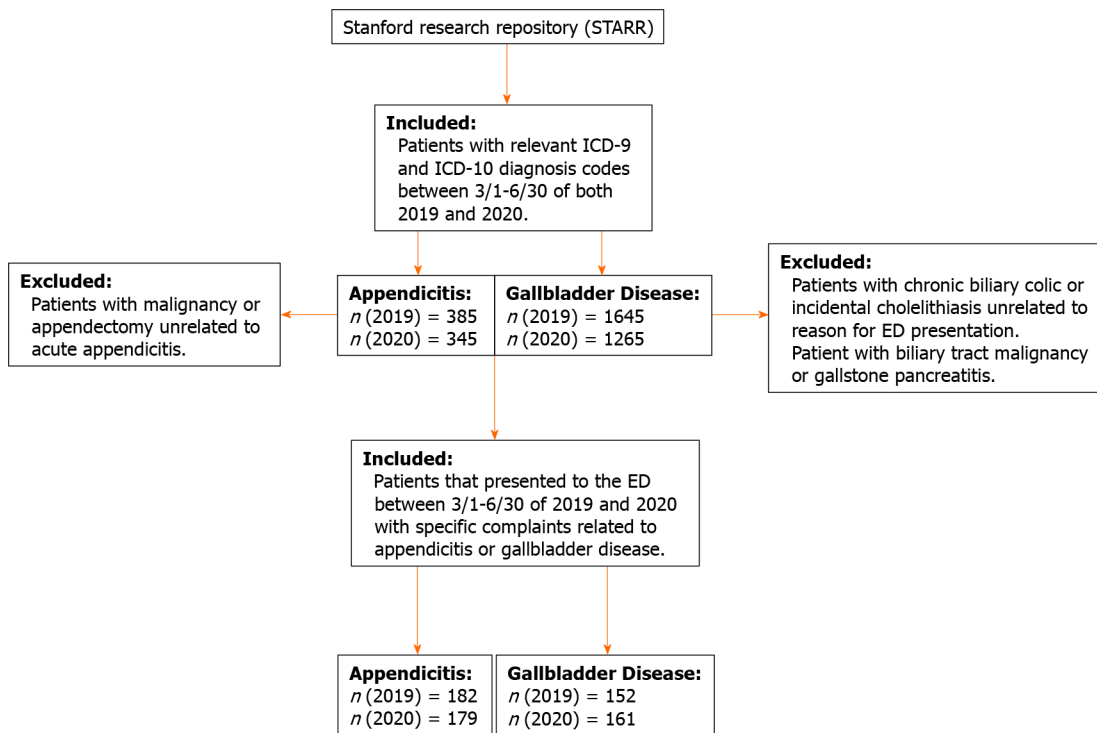 Stanford research repository (STARR)
Included:
Patients with relevant ICD-9
and ICD-10 diagnosis codes
between 3/1-6/30 of both
2019 and 2020.
Excluded:
Patients with malignancy or
appendectomy unrelated to
acute appendicitis.
Appendicitis:
n (2019) = 385
n (2020) = 345
Gallbladder Disease:
n (2019) = 1645
n (2020) = 1265
Excluded:
Patients with chronic biliary colic or
incidental cholelithiasis unrelated to
reason for ED presentation.
Patient with biliary tract malignancy
or gallstone pancreatitis.
Included:
Patients that presented to the ED
between 3/1-6/30 of 2019 and 2020
with specific complaints related to
appendicitis or gallbladder disease.
Appendicitis:
n (2019) = 182
n (2020) = 179
Gallbladder Disease:
n (2019) = 152
n (2020) = 161